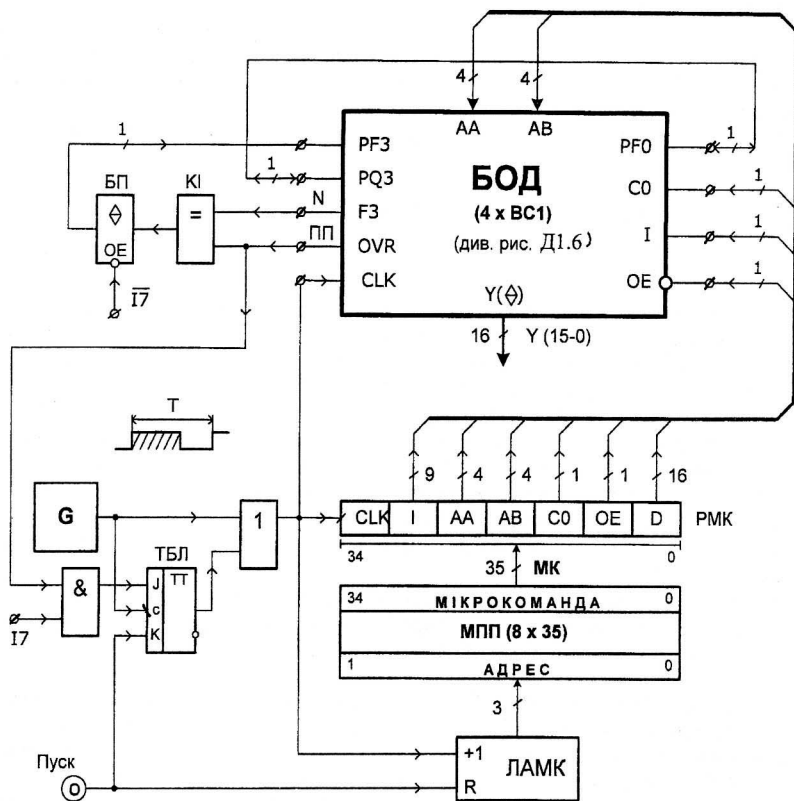 4
4
AA
AB
1
PF3
PF0
1
БП
КІ
1
PQ3
БОД
C0
1
=
N
F3
(4 x ВС1)
I
1
OE
ПП
OVR
(див. рис. Д1.6)
OE
1
I7
CLK
Y(◊)
16
Y (15-0)
T
9
4
4
1
1
16
G
1
CLK
I
AA
AB
C0
OE
D
РМК
ТБЛ
34
0
35
МК
&
J
TT
34
МІКРОКОМАНДА
0
C
МПП (8 x 35)
I7
K
1
АДРЕС
0
3
Пуск
+1
ЛАМК
О
R